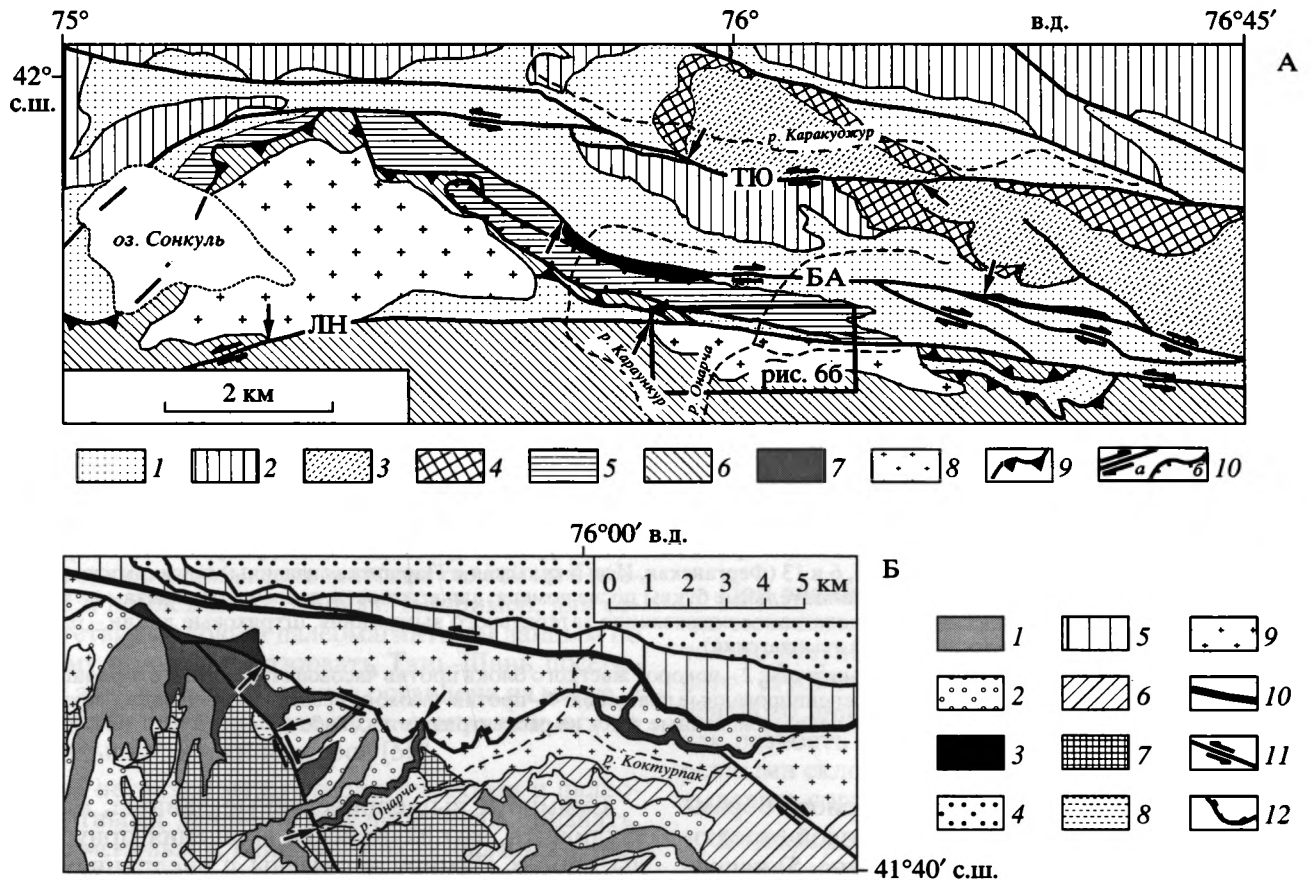 75°
76°
в.д.
76°45′
А
42°
с.ш.
р. Каракуджур
ТЮ
оз. Сонкуль
БА
ЛН
р. Караункур
р. Онарча
рис. 6б
2 км
1
2
3
4
5
6
7
8
9
а
б
10
76°00′ в.д.
Б
0 1 2 3 4 5 км
р. Коктурпак
р. Онарча
1 5 9
2 6 10
3 7 11
4 8 12
41°40′ с.ш.